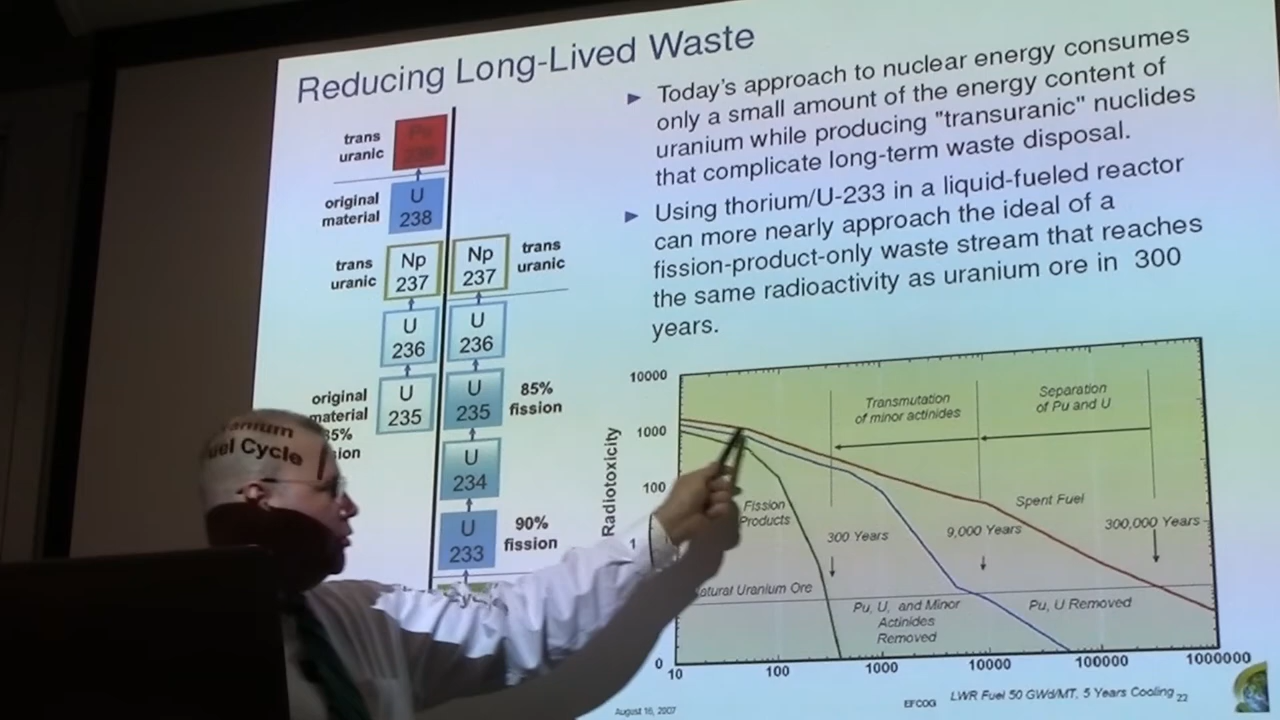 Reducing Long-Lived Waste
► Today's approach to nuclear energy consumes
only a small amount of the energy content of
uranium while producing "transuranic" nuclides
that complicate long-term waste disposal.
► Using thorium/U-233 in a liquid-fueled reactor
can more nearly approach the ideal of a
fission-product-only waste stream that reaches
the same radioactivity as uranium ore in 300
years.
trans
uranic
Pu
original
material
U
238
trans
uranic
Np
237
Np
237
trans
uranic
U
236
U
236
original
material
U
235
U
235
85%
fission
U
234
U
233
90%
fission
uel Cycle
Radiotoxicity
10000
1000
100
1
0
10
100
1000
10000
100000
1000000
Transmutation
of minor actinides
Separation
of Pu and U
Fission
Products
Spent Fuel
300 Years
9,000 Years
300,000 Years
atural Uranium Ore
Pu, U, and Minor
Actinides
Removed
Pu, U Removed
August 16, 2007
EFCOG
LWR Fuel 50 GWd/MT, 5 Years Cooling
22